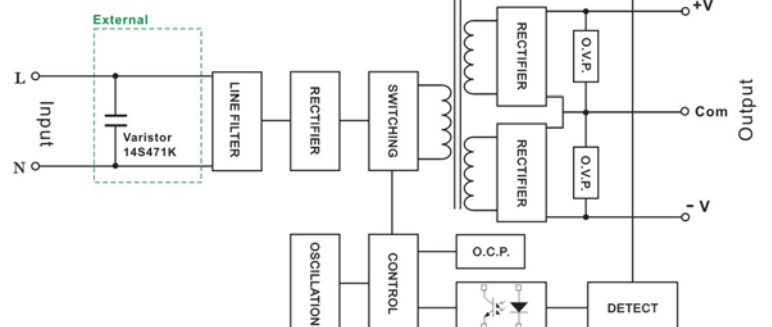 External
+V
L
Input
Varistor
14S471K
N
LINE FILTER
RECTIFIER
SWITCHING
RECTIFIER
O.V.P.
Com
Output
RECTIFIER
O.V.P.
- V
OSCILLATION
CONTROL
O.C.P.
DETECT